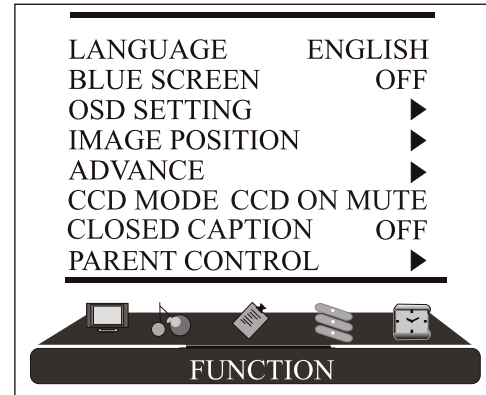 LANGUAGE ENGLISH
BLUE SCREEN OFF
OSD SETTING
IMAGE POSITION
ADVANCE
CCD MODE CCD ON MUTE
CLOSED CAPTION OFF
PARENT CONTROL
FUNCTION